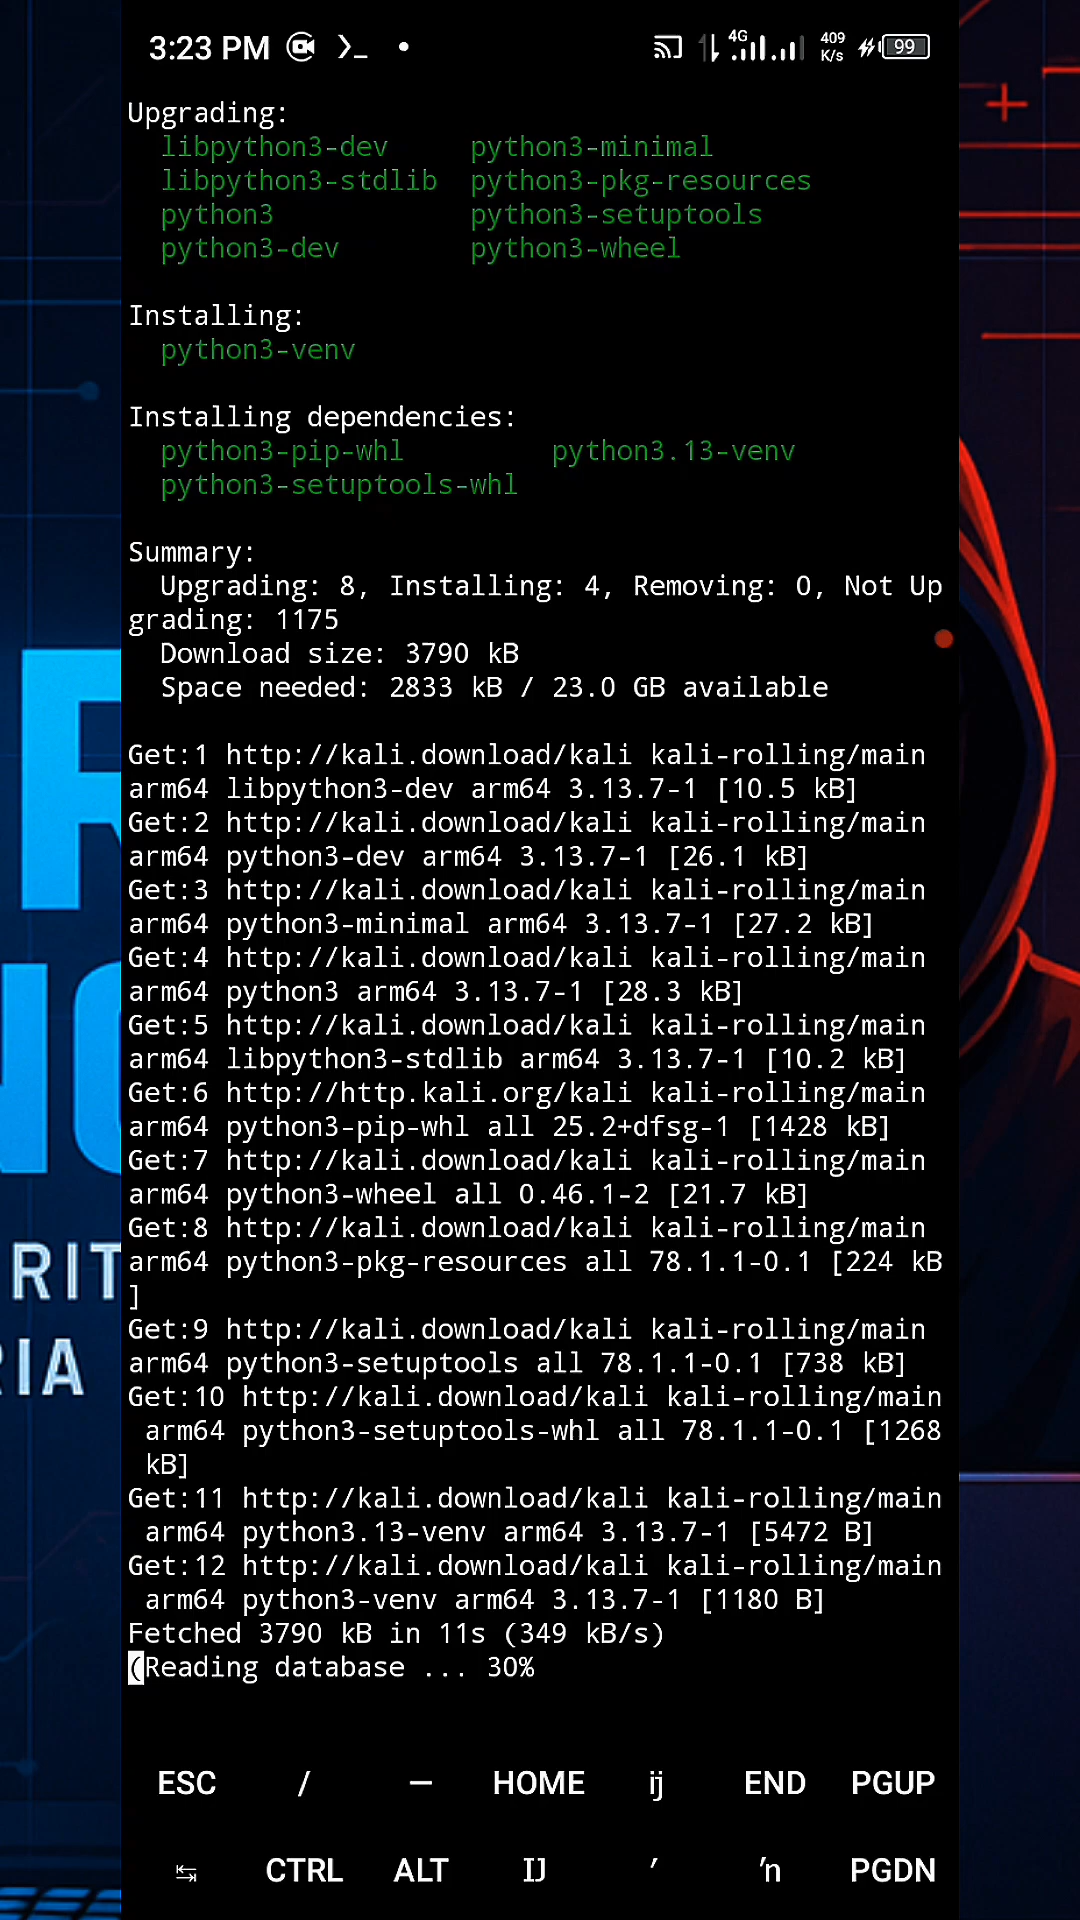 3:23 PM 4G 409 K/s 99
Upgrading:
libpython3-dev python3-minimal
libpython3-stdlib python3-pkg-resources
python3 python3-setuptools
python3-dev python3-wheel
Installing:
python3-venv
Installing dependencies:
python3-pip-whl python3.13-venv
python3-setuptools-whl
Summary:
Upgrading: 8, Installing: 4, Removing: 0, Not Up
grading: 1175
Download size: 3790 kB
Space needed: 2833 kB / 23.0 GB available
Get:1 http://kali.download/kali kali-rolling/main
arm64 libpython3-dev arm64 3.13.7-1 [10.5 kB]
Get:2 http://kali.download/kali kali-rolling/main
arm64 python3-dev arm64 3.13.7-1 [26.1 kB]
Get:3 http://kali.download/kali kali-rolling/main
arm64 python3-minimal arm64 3.13.7-1 [27.2 kB]
Get:4 http://kali.download/kali kali-rolling/main
arm64 python3 arm64 3.13.7-1 [28.3 kB]
Get:5 http://kali.download/kali kali-rolling/main
arm64 libpython3-stdlib arm64 3.13.7-1 [10.2 kB]
Get:6 http://http.kali.org/kali kali-rolling/main
arm64 python3-pip-whl all 25.2+dfsg-1 [1428 kB]
Get:7 http://kali.download/kali kali-rolling/main
arm64 python3-wheel all 0.46.1-2 [21.7 kB]
Get:8 http://kali.download/kali kali-rolling/main
arm64 python3-pkg-resources all 78.1.1-0.1 [224 kB
]
Get:9 http://kali.download/kali kali-rolling/main
arm64 python3-setuptools all 78.1.1-0.1 [738 kB]
Get:10 http://kali.download/kali kali-rolling/main
arm64 python3-setuptools-whl all 78.1.1-0.1 [1268
kB]
Get:11 http://kali.download/kali kali-rolling/main
arm64 python3.13-venv arm64 3.13.7-1 [5472 B]
Get:12 http://kali.download/kali kali-rolling/main
arm64 python3-venv arm64 3.13.7-1 [1180 B]
Fetched 3790 kB in 11s (349 kB/s)
(Reading database ... 30%
ESC / — HOME ĳ END PGUP
↹ CTRL ALT Ĳ ʼ ŉ PGDN
R
N
RIT
RIA